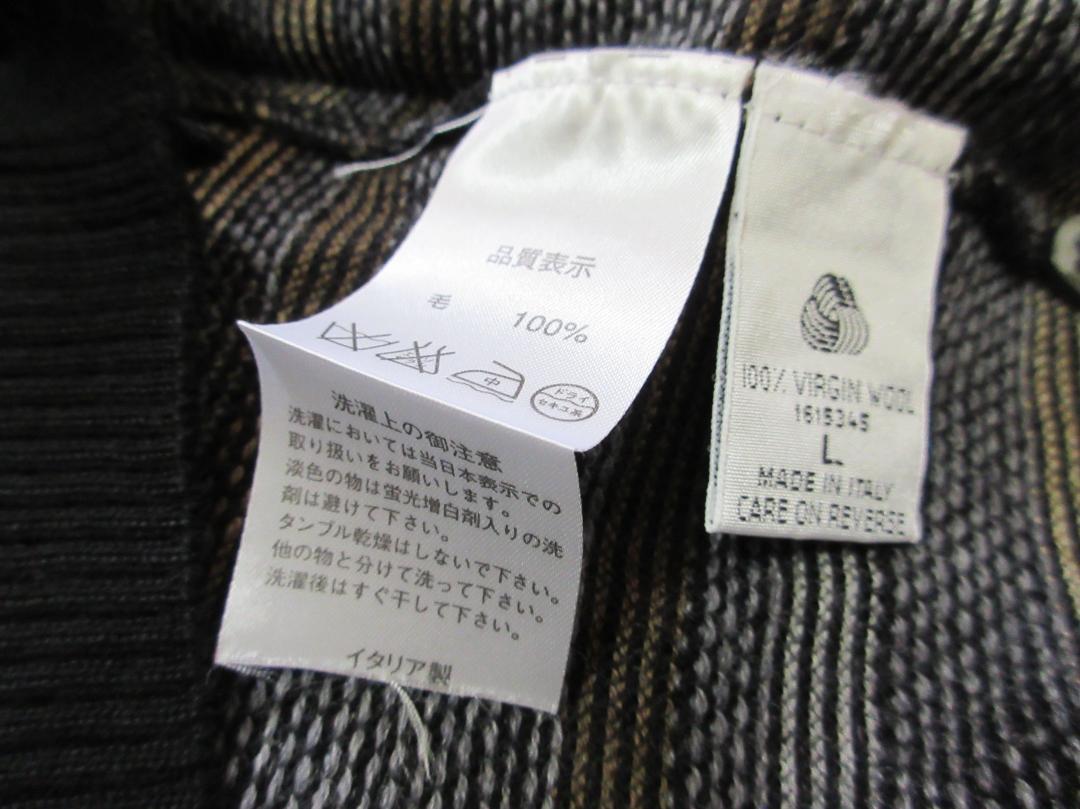 品質表示
毛 100%
中
ドライ
セキユ系
洗濯上の御注意
洗濯においては当日本表示での
取り扱いをお願いします。
淡色の物は蛍光増白剤入りの洗
剤は避けて下さい。
タンブル乾燥はしないで下さい。
他の物と分けて洗って下さい。
洗濯後はすぐ干して下さい。
イタリア製
100% VIRGIN WOOL
1615345
L
MADE IN ITALY
CARE ON REVERSE